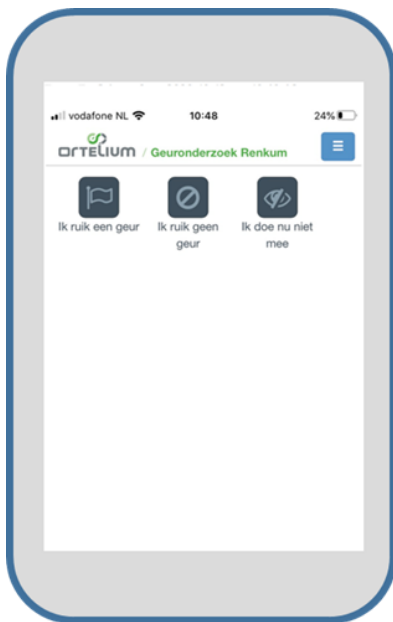 vodafone NL 10:48 24%
ortelium / Geuronderzoek Renkum
Ik ruik een geur Ik ruik geen geur Ik doe nu niet mee